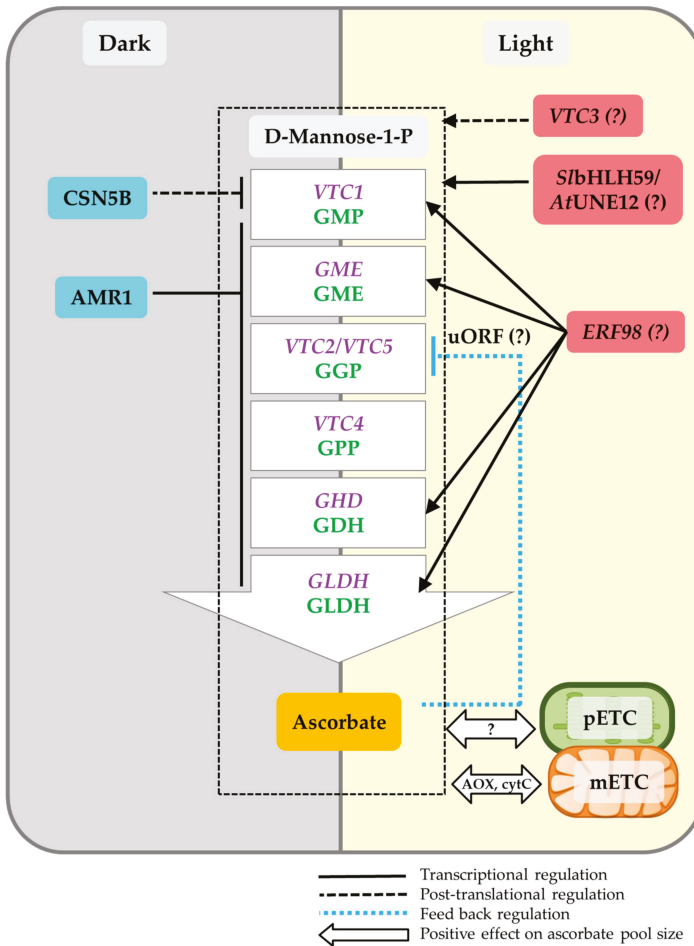 Dark
Light
VTC3 (?)
D-Mannose-1-P
CSN5B
VTC1
GMP
SlbHLH59/
AtUNE12 (?)
AMR1
GME
GME
uORF (?)
ERF98 (?)
VTC2/VTC5
GGP
VTC4
GPP
GHD
GDH
GLDH
GLDH
Ascorbate
?
pETC
AOX, cytC
mETC
Transcriptional regulation
Post-translational regulation
Feed back regulation
Positive effect on ascorbate pool size